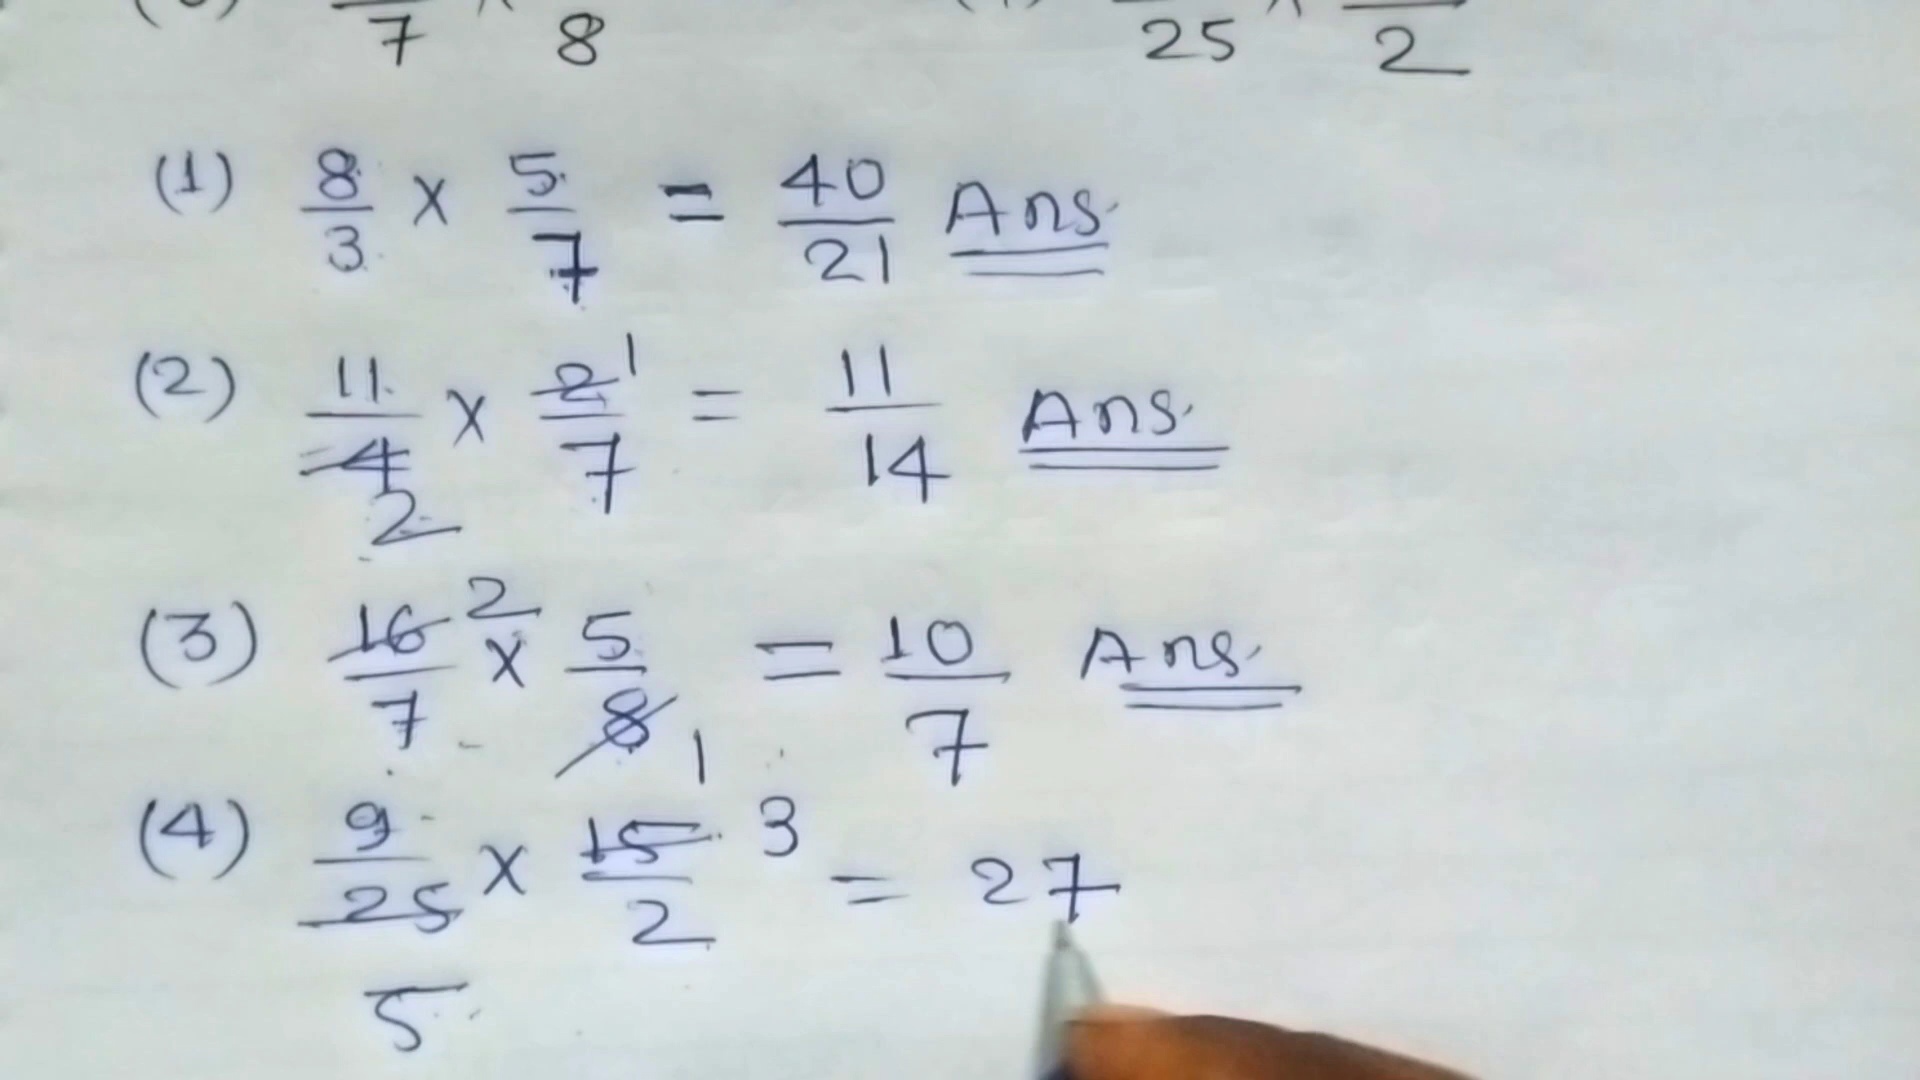 7 8 25 2
(1) 8/3 × 5/7 = 40/21 Ans.
(2) 11/4 2 × 2/7 1 = 11/14 Ans.
(3) 16/7 2 × 5/8 1 = 10/7 Ans.
(4) 9/25 5 × 15/2 3 = 27